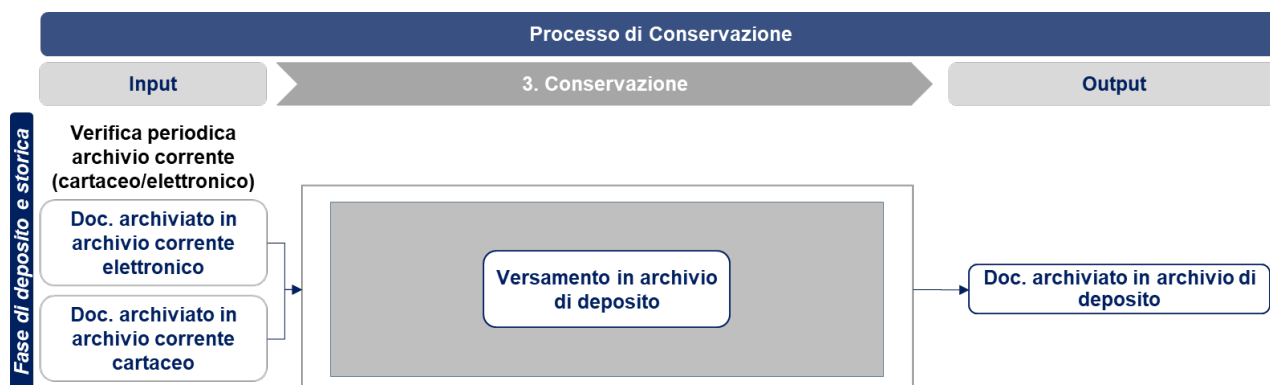 Processo di Conservazione
Input
3. Conservazione
Output
Fase di deposito e storica
Verifica periodica
archivio corrente
(cartaceo/elettronico)
Doc. archiviato in
archivio corrente
elettronico
Doc. archiviato in
archivio corrente
cartaceo
Versamento in archivio
di deposito
Doc. archiviato in archivio di
deposito